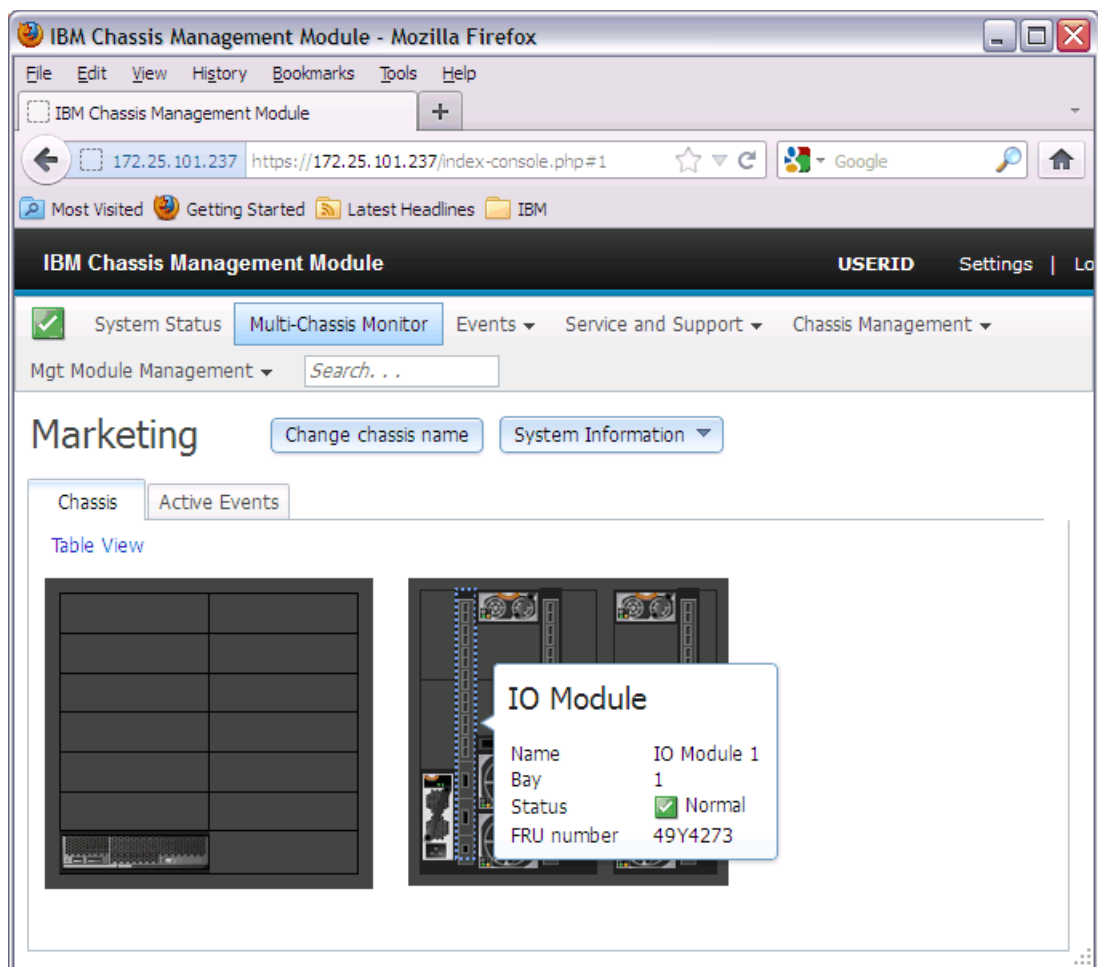 IBM Chassis Management Module - Mozilla Firefox
File Edit View History Bookmarks Tools Help
IBM Chassis Management Module +
172.25.101.237 https://172.25.101.237/index-console.php#1 Google
Most Visited Getting Started Latest Headlines IBM
IBM Chassis Management Module USERID Settings | Lo
System Status Multi-Chassis Monitor Events Service and Support Chassis Management
Mgt Module Management Search. . .
Marketing Change chassis name System Information
Chassis Active Events
Table View
IO Module
Name IO Module 1
Bay 1
Status Normal
FRU number 49Y4273